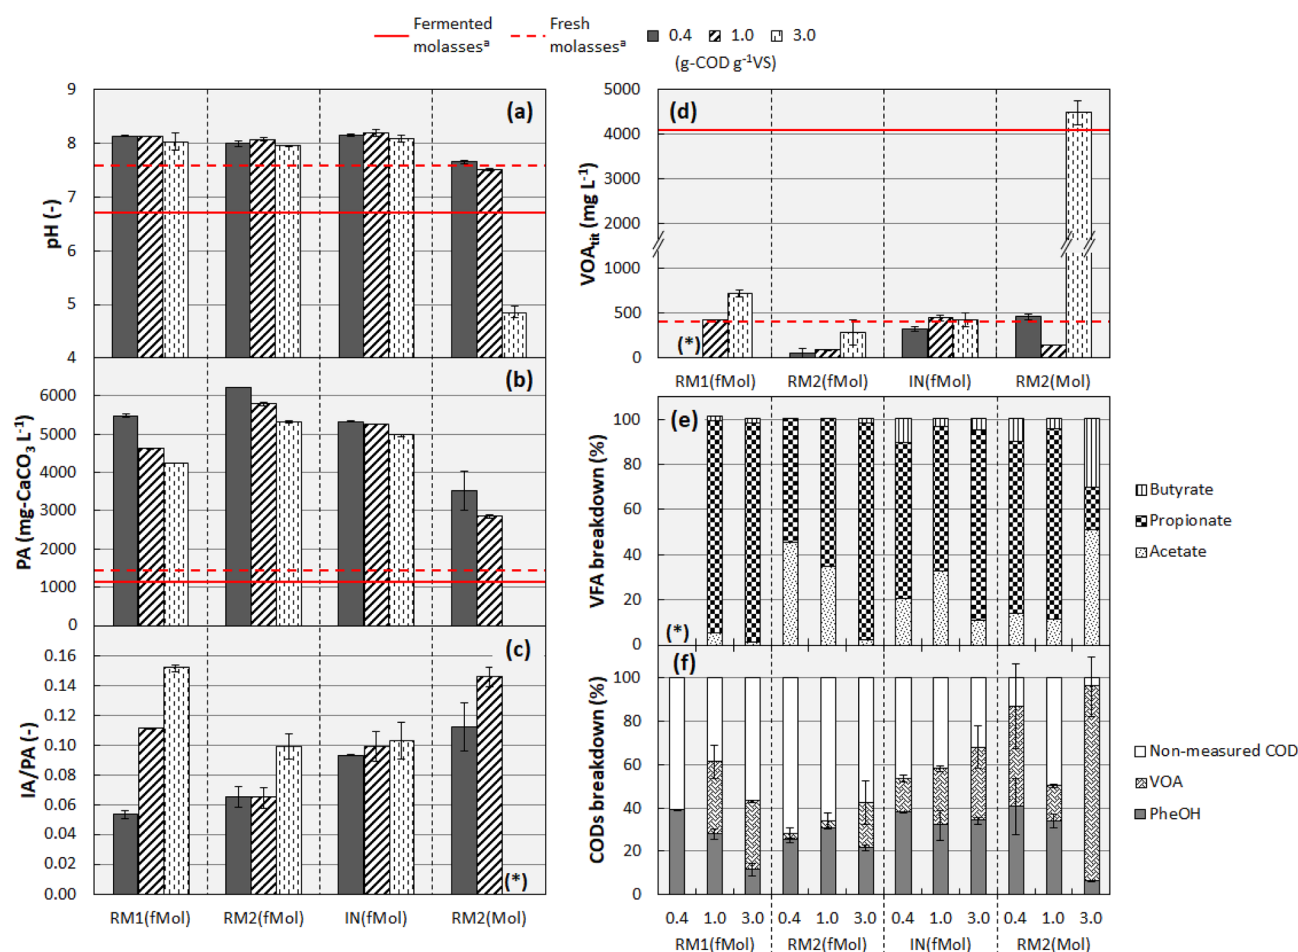 Fermented molassesᵃ
Fresh molassesᵃ
0.4 1.0 3.0
(g-COD g⁻¹VS)
(a)
pH (-)
9
8
7
6
5
4
(b)
PA (mg-CaCO₃ L⁻¹)
6000
5000
4000
3000
2000
1000
0
(c)
IA/PA (-)
0.16
0.14
0.12
0.10
0.08
0.06
0.04
0.02
0.00
(*)
RM1(fMol) RM2(fMol) IN(fMol) RM2(Mol)
(d)
VOAtit (mg L⁻¹)
5000
4000
3000
2000
1000
500
0
(*)
RM1(fMol) RM2(fMol) IN(fMol) RM2(Mol)
(e)
VFA breakdown (%)
100
80
60
40
20
0
(*)
Butyrate
Propionate
Acetate
(f)
CODs breakdown (%)
100
80
60
40
20
0
Non-measured COD
VOA
PheOH
0.4 1.0 3.0 0.4 1.0 3.0 0.4 1.0 3.0 0.4 1.0 3.0
RM1(fMol) RM2(fMol) IN(fMol) RM2(Mol)